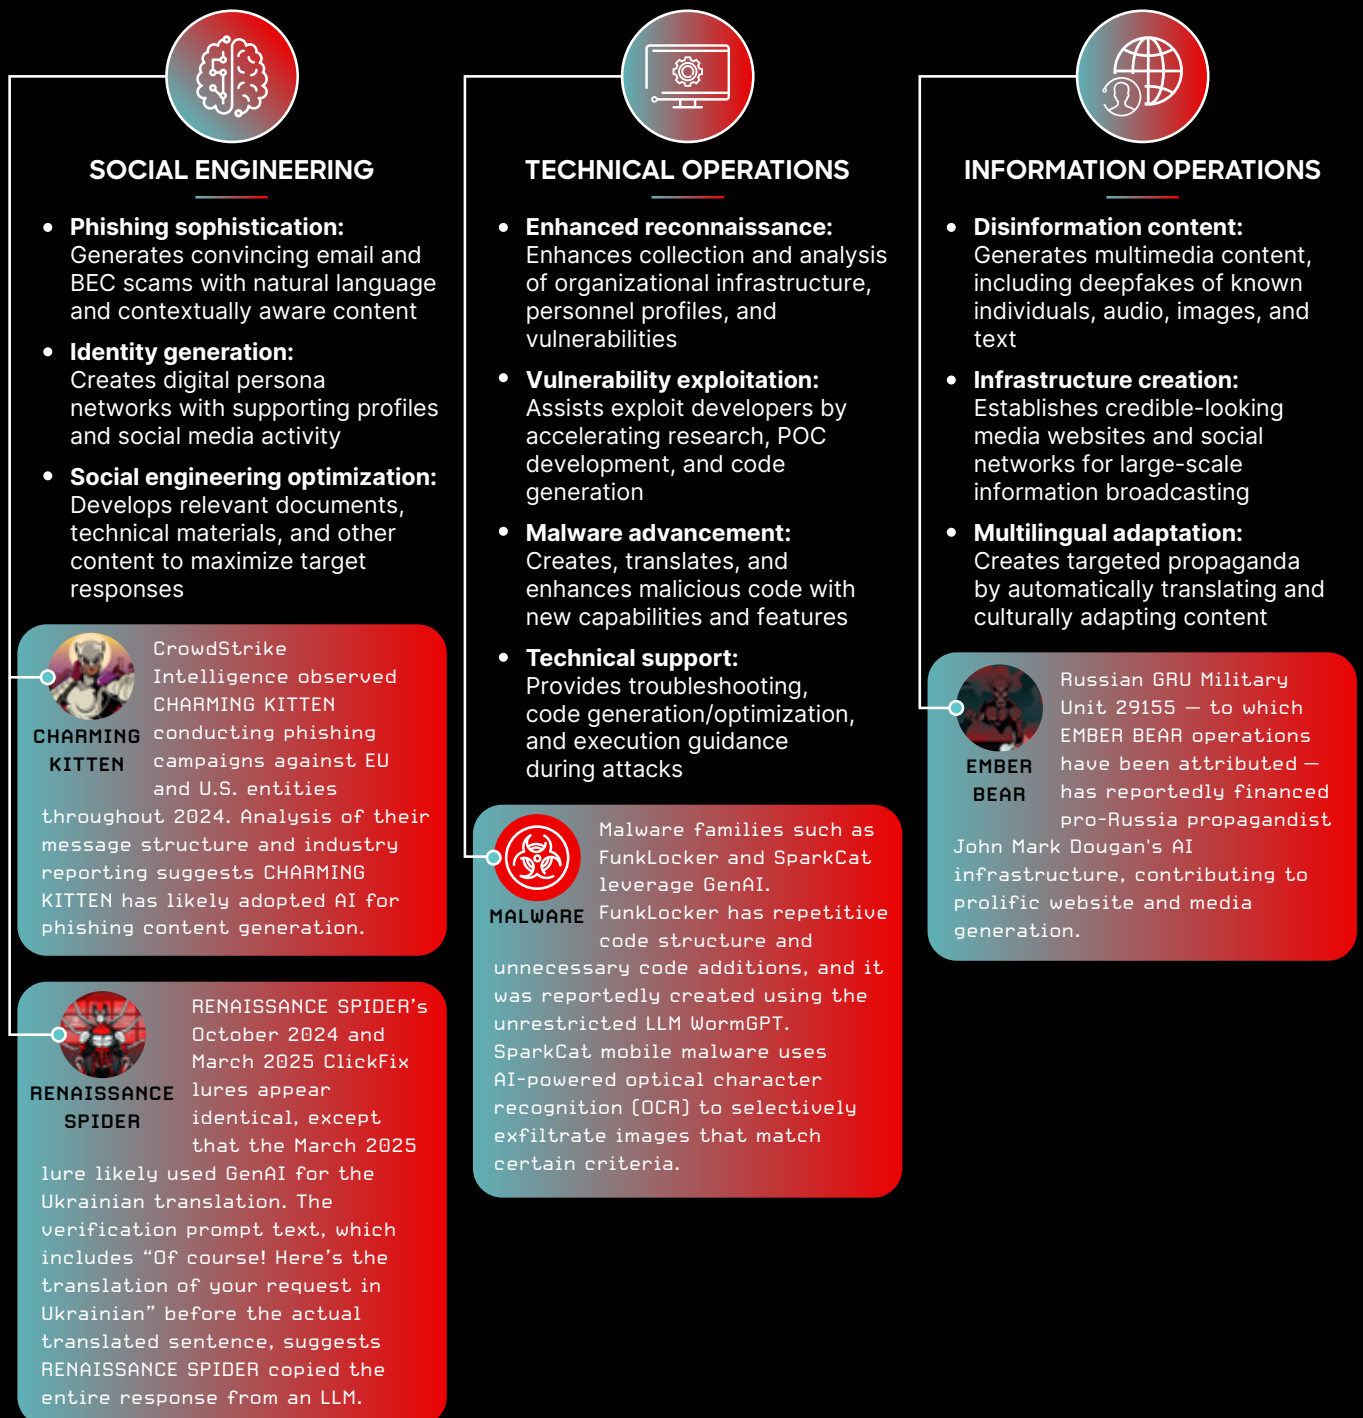 SOCIAL ENGINEERING
• Phishing sophistication:
Generates convincing email and
BEC scams with natural language
and contextually aware content
• Identity generation:
Creates digital persona
networks with supporting profiles
and social media activity
• Social engineering optimization:
Develops relevant documents,
technical materials, and other
content to maximize target
responses
CHARMING
KITTEN
CrowdStrike
Intelligence observed
CHARMING KITTEN
conducting phishing
campaigns against EU
and U.S. entities
throughout 2024. Analysis of their
message structure and industry
reporting suggests CHARMING
KITTEN has likely adopted AI for
phishing content generation.
RENAISSANCE
SPIDER
RENAISSANCE SPIDER’s
October 2024 and
March 2025 ClickFix
lures appear
identical, except
that the March 2025
lure likely used GenAI for the
Ukrainian translation. The
verification prompt text, which
includes “Of course! Here’s the
translation of your request in
Ukrainian” before the actual
translated sentence, suggests
RENAISSANCE SPIDER copied the
entire response from an LLM.
TECHNICAL OPERATIONS
• Enhanced reconnaissance:
Enhances collection and analysis
of organizational infrastructure,
personnel profiles, and
vulnerabilities
• Vulnerability exploitation:
Assists exploit developers by
accelerating research, POC
development, and code
generation
• Malware advancement:
Creates, translates, and
enhances malicious code with
new capabilities and features
• Technical support:
Provides troubleshooting,
code generation/optimization,
and execution guidance
during attacks
MALWARE
Malware families such as
FunkLocker and SparkCat
leverage GenAI.
FunkLocker has repetitive
code structure and
unnecessary code additions, and it
was reportedly created using the
unrestricted LLM WormGPT.
SparkCat mobile malware uses
AI-powered optical character
recognition (OCR) to selectively
exfiltrate images that match
certain criteria.
INFORMATION OPERATIONS
• Disinformation content:
Generates multimedia content,
including deepfakes of known
individuals, audio, images, and
text
• Infrastructure creation:
Establishes credible-looking
media websites and social
networks for large-scale
information broadcasting
• Multilingual adaptation:
Creates targeted propaganda
by automatically translating and
culturally adapting content
EMBER
BEAR
Russian GRU Military
Unit 29155 — to which
EMBER BEAR operations
have been attributed —
has reportedly financed
pro-Russia propagandist
John Mark Dougan's AI
infrastructure, contributing to
prolific website and media
generation.